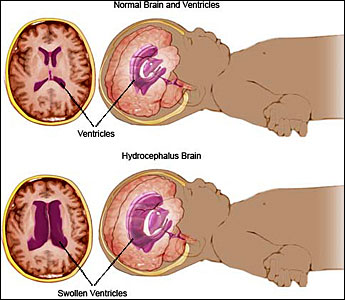 Normal Brain and Ventricles
Ventricles
Hydrocephalus Brain
Swollen Ventricles